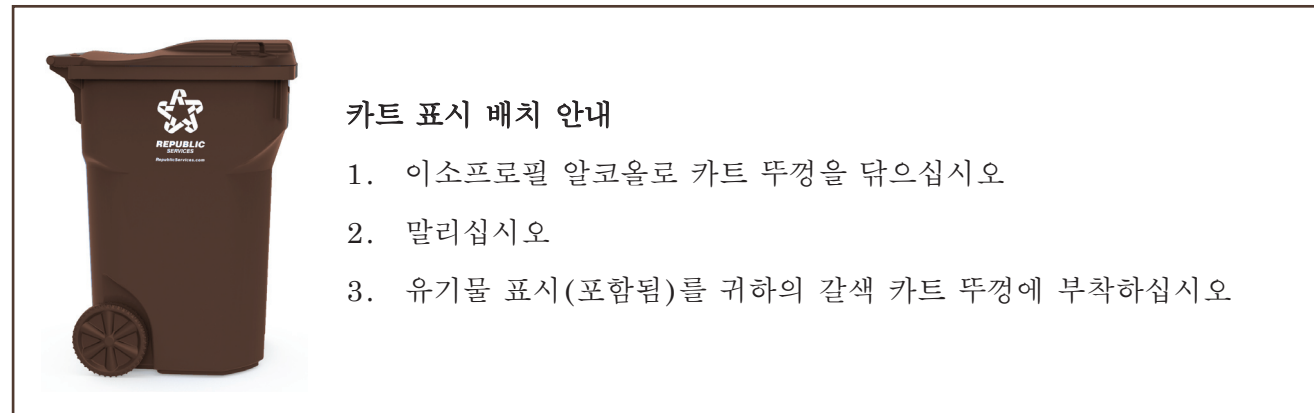 REPUBLIC
SERVICES
RepublicServices.com
카트 표시 배치 안내
1. 이소프로필 알코올로 카트 뚜껑을 닦으십시오
2. 말리십시오
3. 유기물 표시(포함됨)를 귀하의 갈색 카트 뚜껑에 부착하십시오